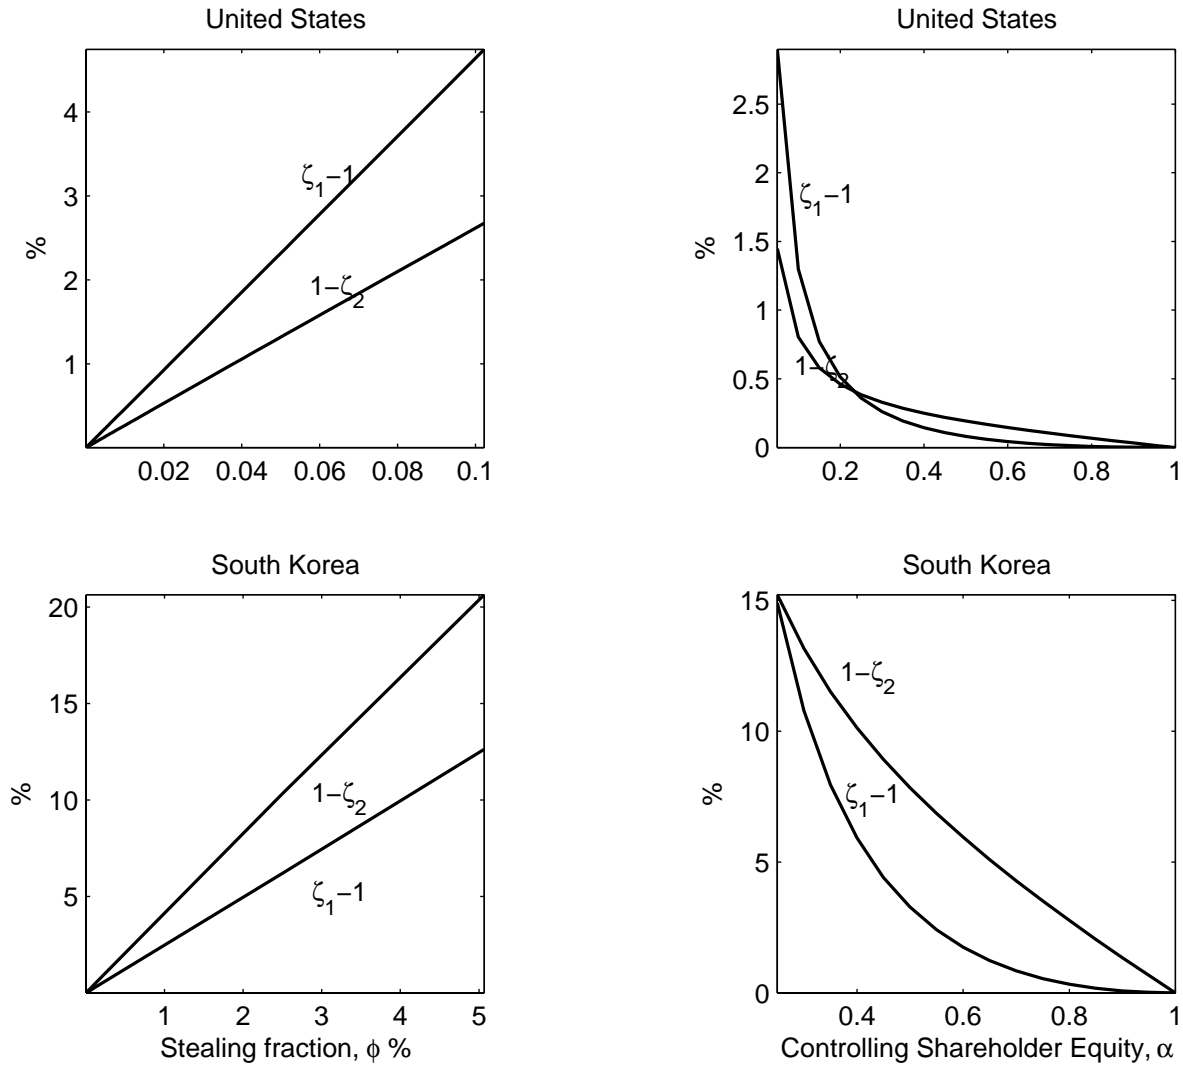 United States
%
4
3
2
1
ζ1−1
1−ζ2
0.02 0.04 0.06 0.08 0.1
United States
%
2.5
2
1.5
1
0.5
0
ζ1−1
1−ζ2
0.2 0.4 0.6 0.8 1
South Korea
%
20
15
10
5
1−ζ2
ζ1−1
1 2 3 4 5
Stealing fraction, φ %
South Korea
%
15
10
5
0
1−ζ2
ζ1−1
0.4 0.6 0.8 1
Controlling Shareholder Equity, α